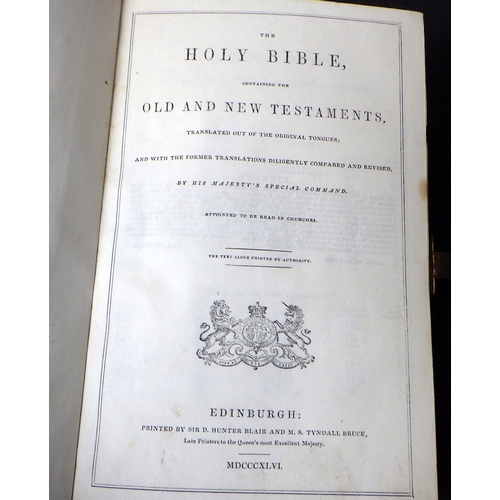 THE
HOLY BIBLE,
CONTAINING THE
OLD AND NEW TESTAMENTS,
TRANSLATED OUT OF THE ORIGINAL TONGUES;
AND WITH THE FORMER TRANSLATIONS DILIGENTLY COMPARED AND REVISED,
BY HIS MAJESTY'S SPECIAL COMMAND.
APPOINTED TO BE READ IN CHURCHES.
THE TEXT ALONE PRINTED BY AUTHORITY.
EDINBURGH:
PRINTED BY SIR D. HUNTER BLAIR AND M. S. TYNDALL BRUCE,
Late Printers to the Queen's most Excellent Majesty.
MDCCCXLVI.